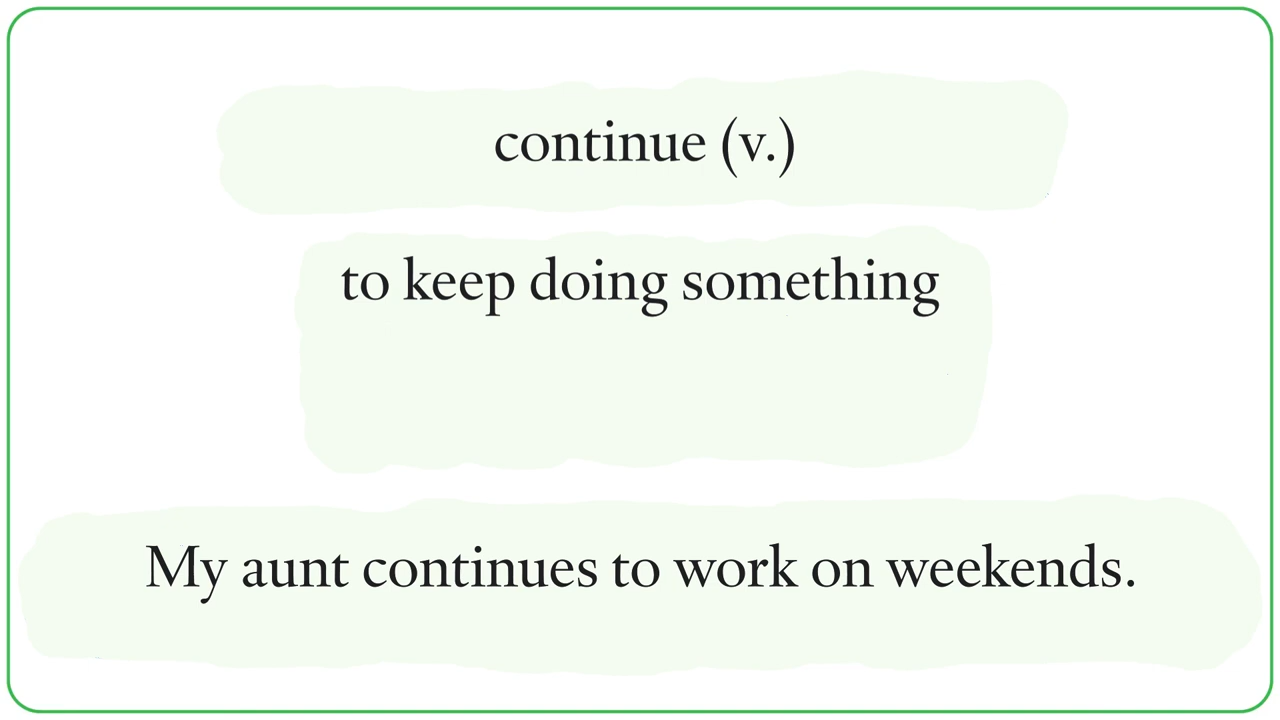 continue (v.)
to keep doing something
My aunt continues to work on weekends.